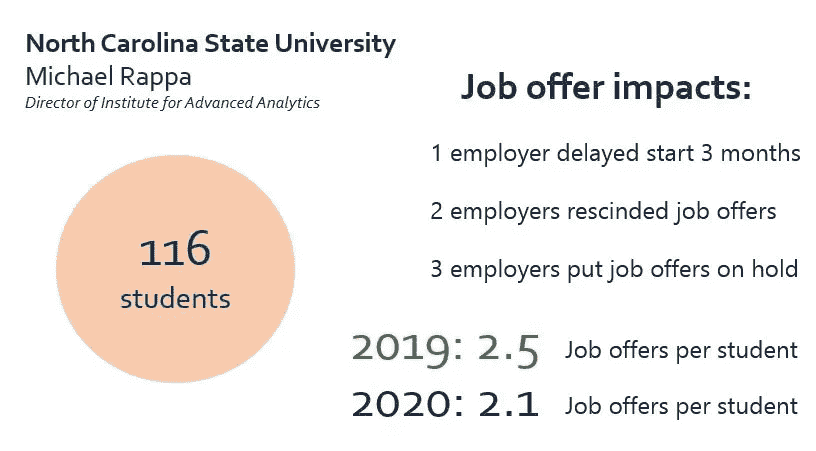 North Carolina State University
Michael Rappa
Director of Institute for Advanced Analytics
116
students
Job offer impacts:
1 employer delayed start 3 months
2 employers rescinded job offers
3 employers put job offers on hold
2019: 2.5 Job offers per student
2020: 2.1 Job offers per student